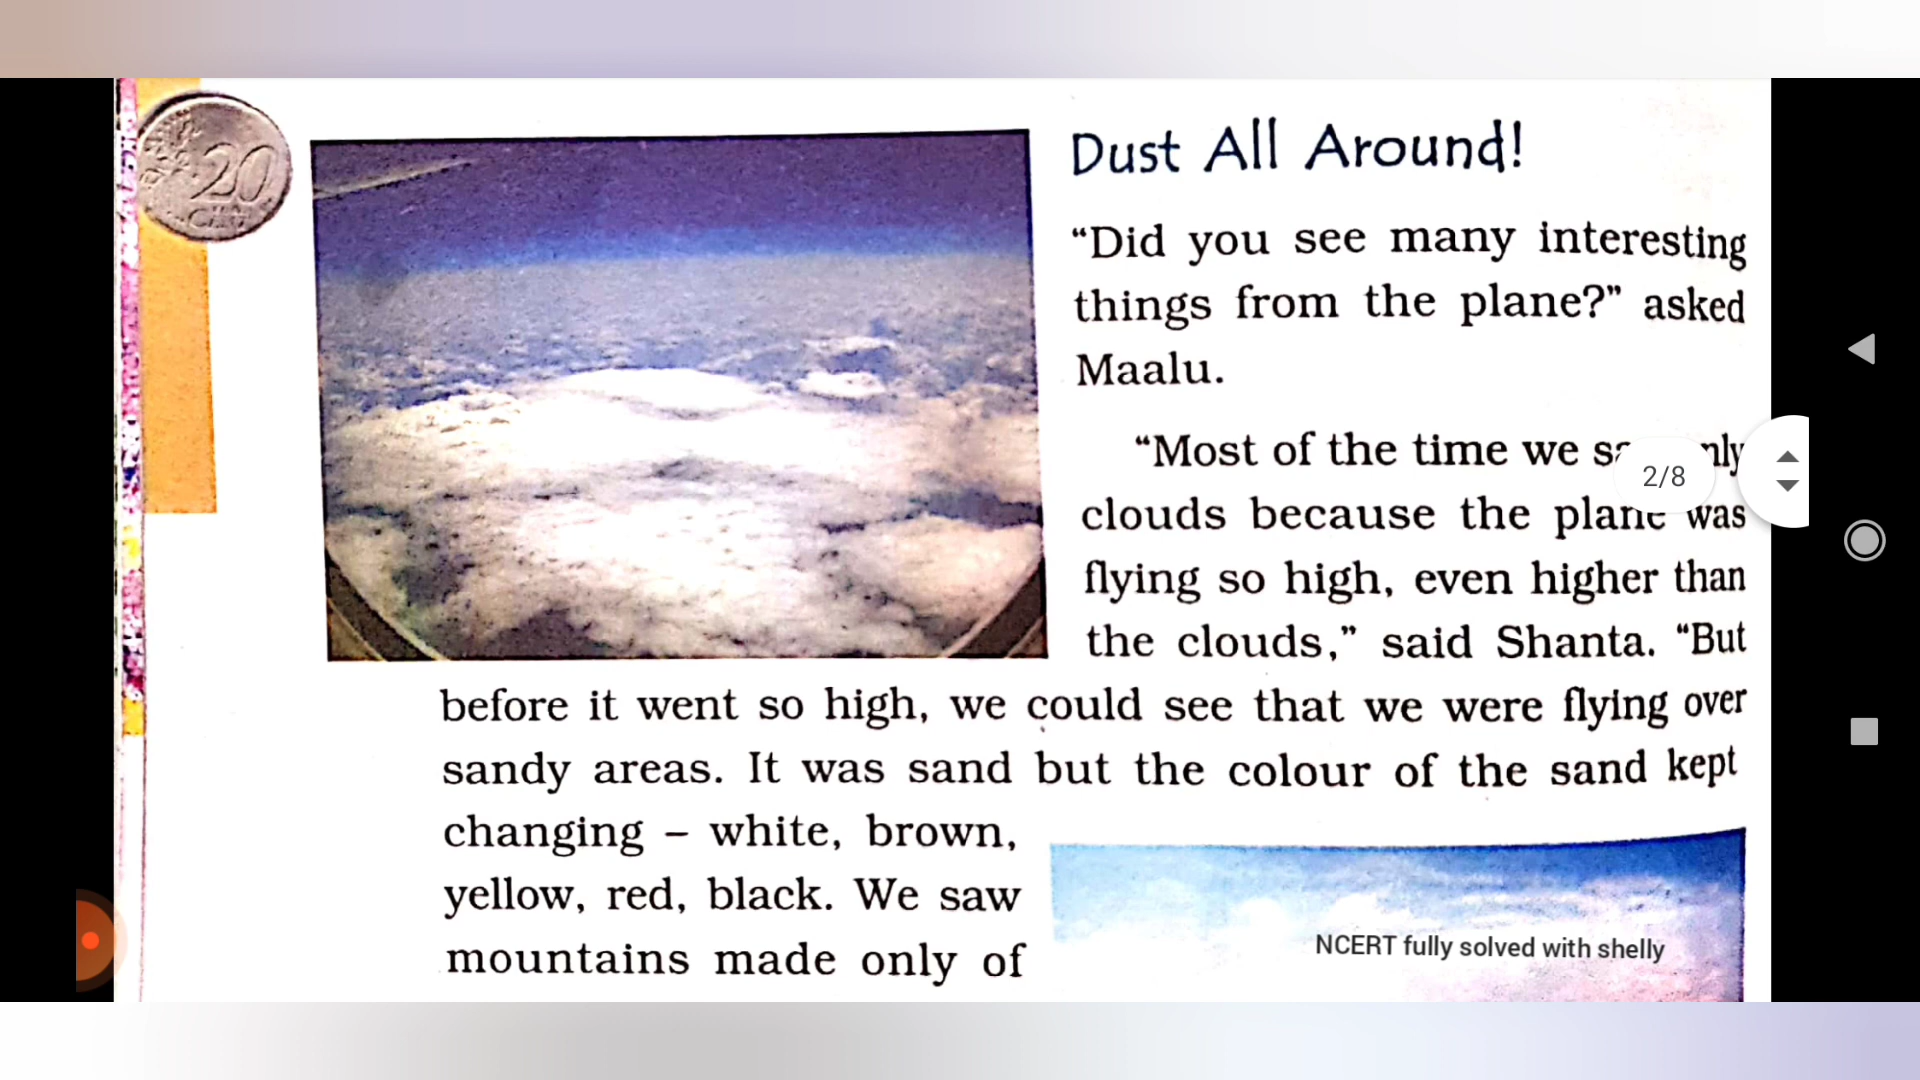 20
Dust All Around!
“Did you see many interesting
things from the plane?” asked
Maalu.
“Most of the time we
clouds because the plane was
flying so high, even higher than
the clouds,” said Shanta. “But
before it went so high, we could see that we were flying over
sandy areas. It was sand but the colour of the sand kept
changing – white, brown,
yellow, red, black. We saw
mountains made only of
2/8
NCERT fully solved with shelly